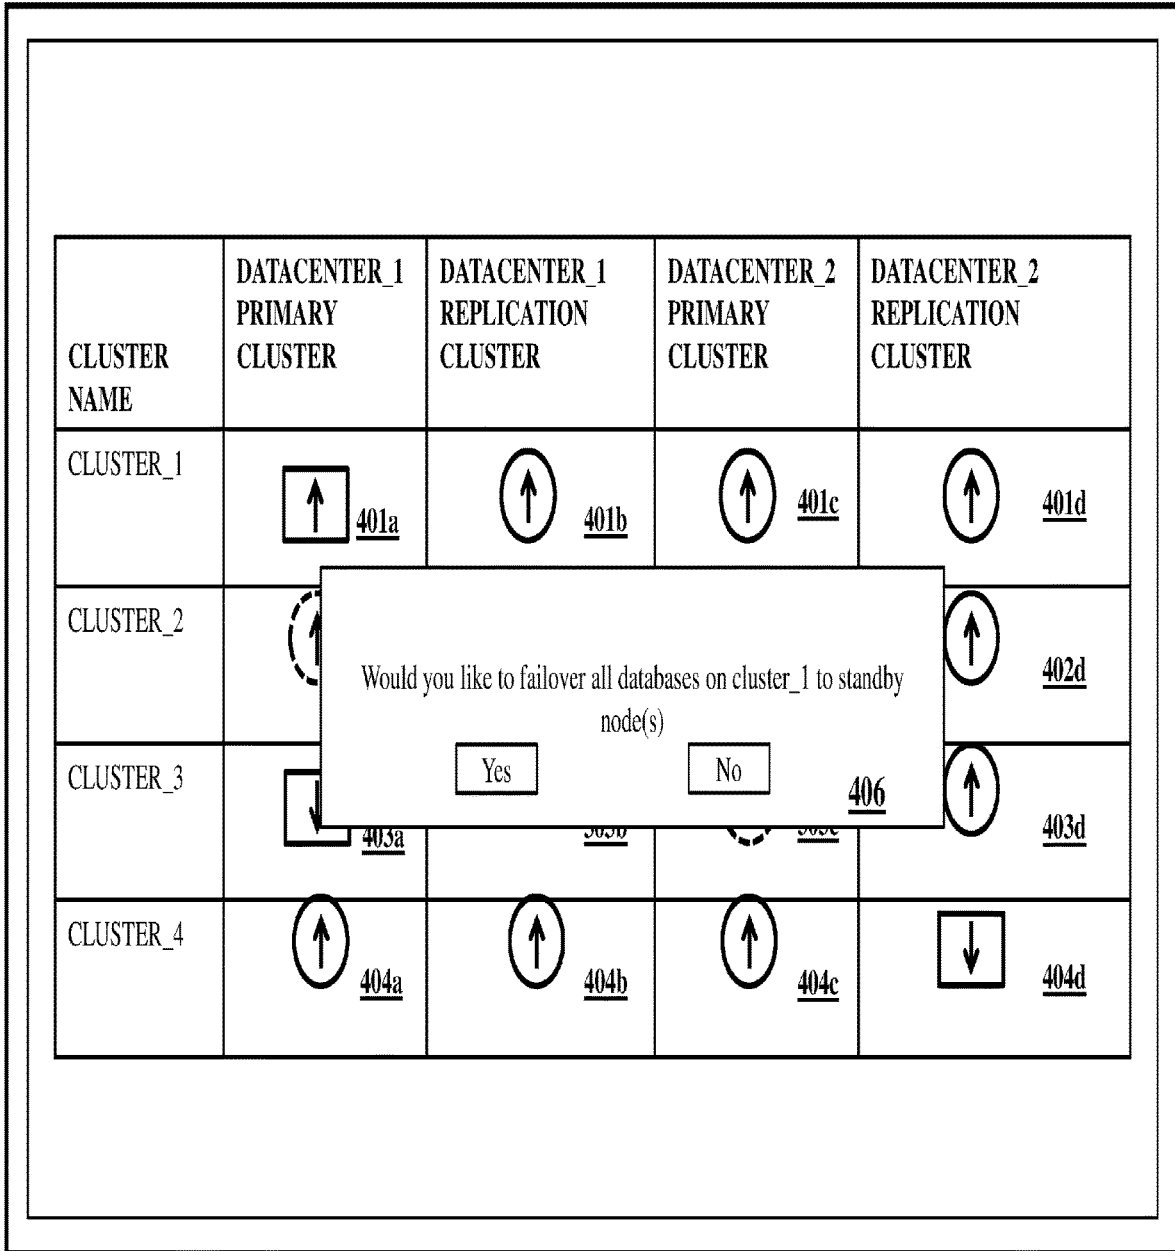 CLUSTER
NAME
DATACENTER_1
PRIMARY
CLUSTER
DATACENTER_1
REPLICATION
CLUSTER
DATACENTER_2
PRIMARY
CLUSTER
DATACENTER_2
REPLICATION
CLUSTER
CLUSTER_1
401a
401b
401c
401d
CLUSTER_2
402d
Would you like to failover all databases on cluster_1 to standby
node(s)
Yes
No
406
CLUSTER_3
403a
403d
CLUSTER_4
404a
404b
404c
404d